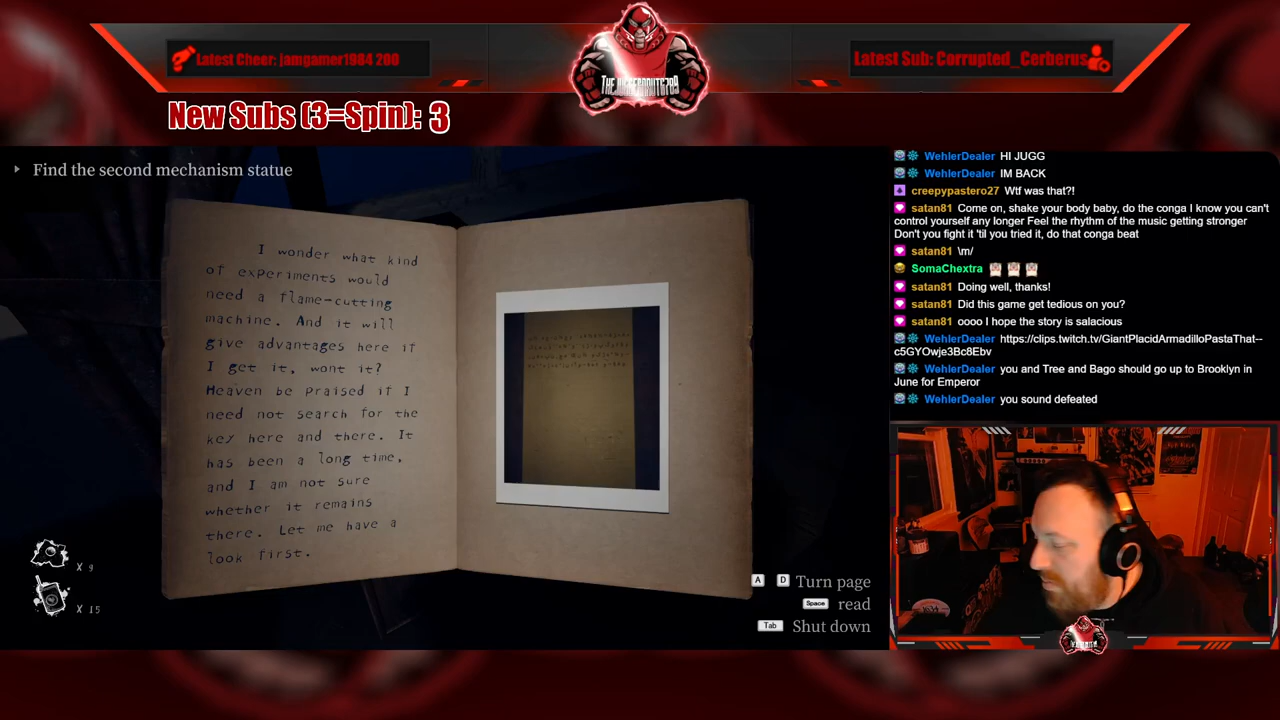 Latest Cheer: jamgamer1984 200
THEJUGGERNAUT6789
Latest Sub: Corrupted_Cerberus
New Subs (3=Spin): 3
Find the second mechanism statue
I wonder what kind
of experiments would
need a flame-cutting
machine. And it will
give advantages here if
I get it, wont it?
Heaven be praised if I
need not search for the
key here and there. It
has been a long time,
and I am not sure
whether it remains
there. Let me have a
look first.
X 9
X 15
A D Turn page
Space read
Tab Shut down
WehlerDealer HI JUGG
WehlerDealer IM BACK
creepypastero27 Wtf was that?!
satan81 Come on, shake your body baby, do the conga I know you can't
control yourself any longer Feel the rhythm of the music getting stronger
Don't you fight it 'til you tried it, do that conga beat
satan81 \m/
SomaChextra
satan81 Doing well, thanks!
satan81 Did this game get tedious on you?
satan81 oooo I hope the story is salacious
WehlerDealer https://clips.twitch.tv/GiantPlacidArmadilloPastaThat--
c5GYOwje3Bc8Ebv
WehlerDealer you and Tree and Bago should go up to Brooklyn in
June for Emperor
WehlerDealer you sound defeated